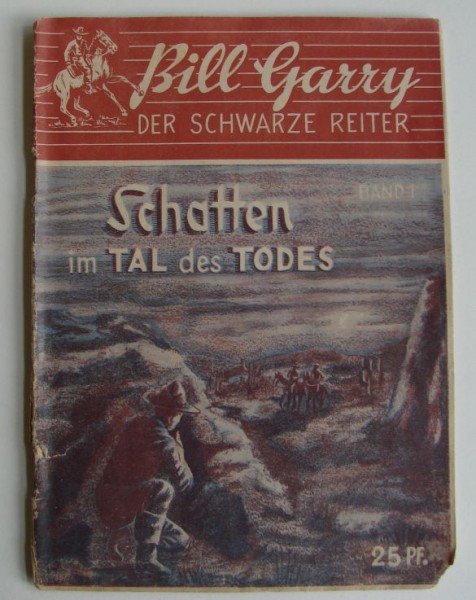 Bill Garry
DER SCHWARZE REITER
BAND 1
Schatten
im TAL des TODES
25 PF.